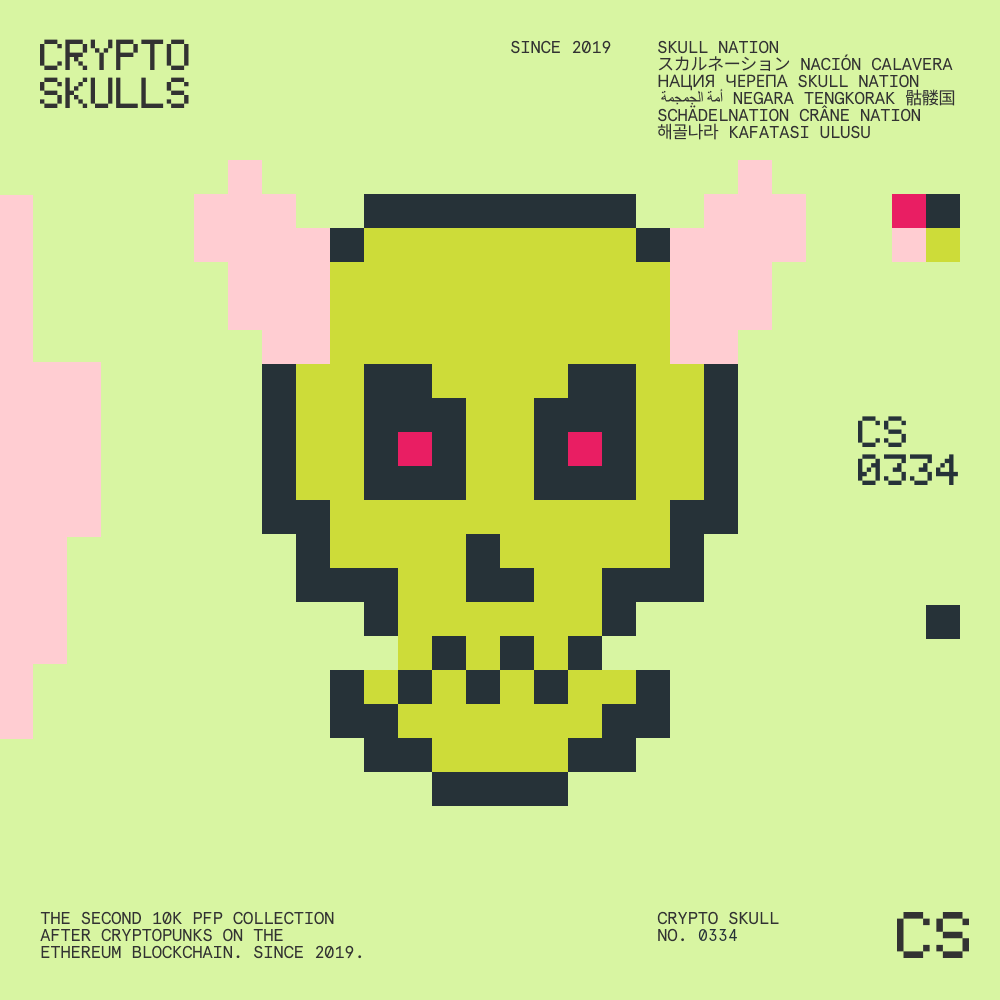 CRYPTO
SKULLS
SINCE 2019
SKULL NATION
スカルネーション NACIÓN CALAVERA
НАЦИЯ ЧЕРЕПА SKULL NATION
أمة الجمجمة NEGARA TENGKORAK 骷髅国
SCHÄDELNATION CRÂNE NATION
해골나라 KAFATASI ULUSU
CS
0334
THE SECOND 10K PFP COLLECTION
AFTER CRYPTOPUNKS ON THE
ETHEREUM BLOCKCHAIN. SINCE 2019.
CRYPTO SKULL
NO. 0334
CS